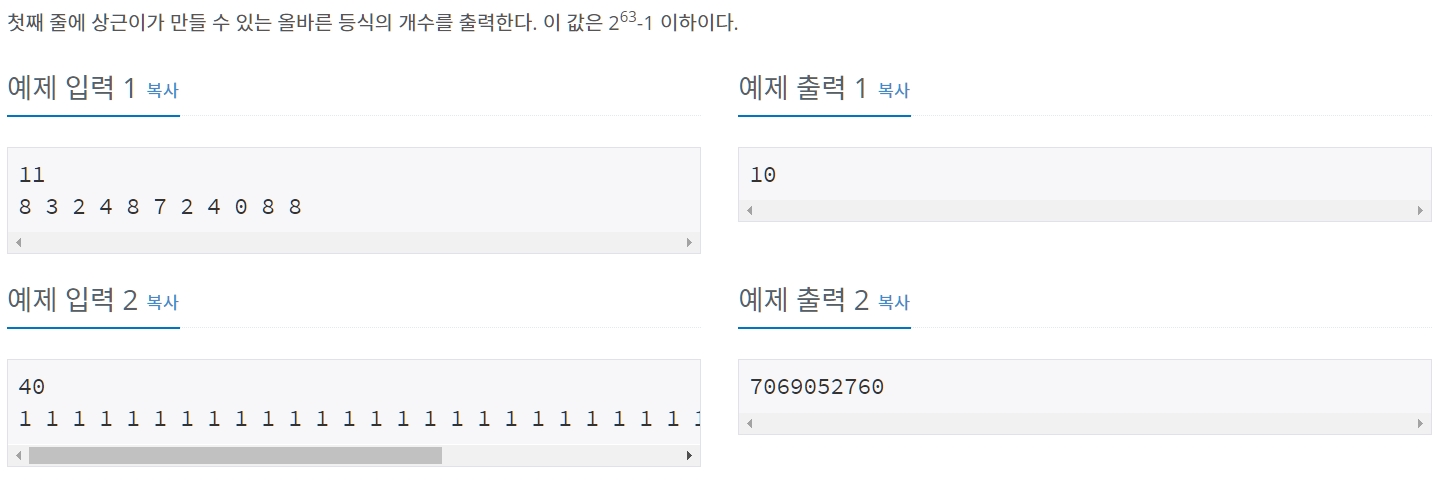 첫째 줄에 상근이가 만들 수 있는 올바른 등식의 개수를 출력한다. 이 값은 2^63-1 이하이다.
예제 입력 1 복사
11
8 3 2 4 8 7 2 4 0 8 8
예제 출력 1 복사
10
예제 입력 2 복사
40
1 1 1 1 1 1 1 1 1 1 1 1 1 1 1 1 1 1 1 1 1 1 1 1 1 1
예제 출력 2 복사
7069052760